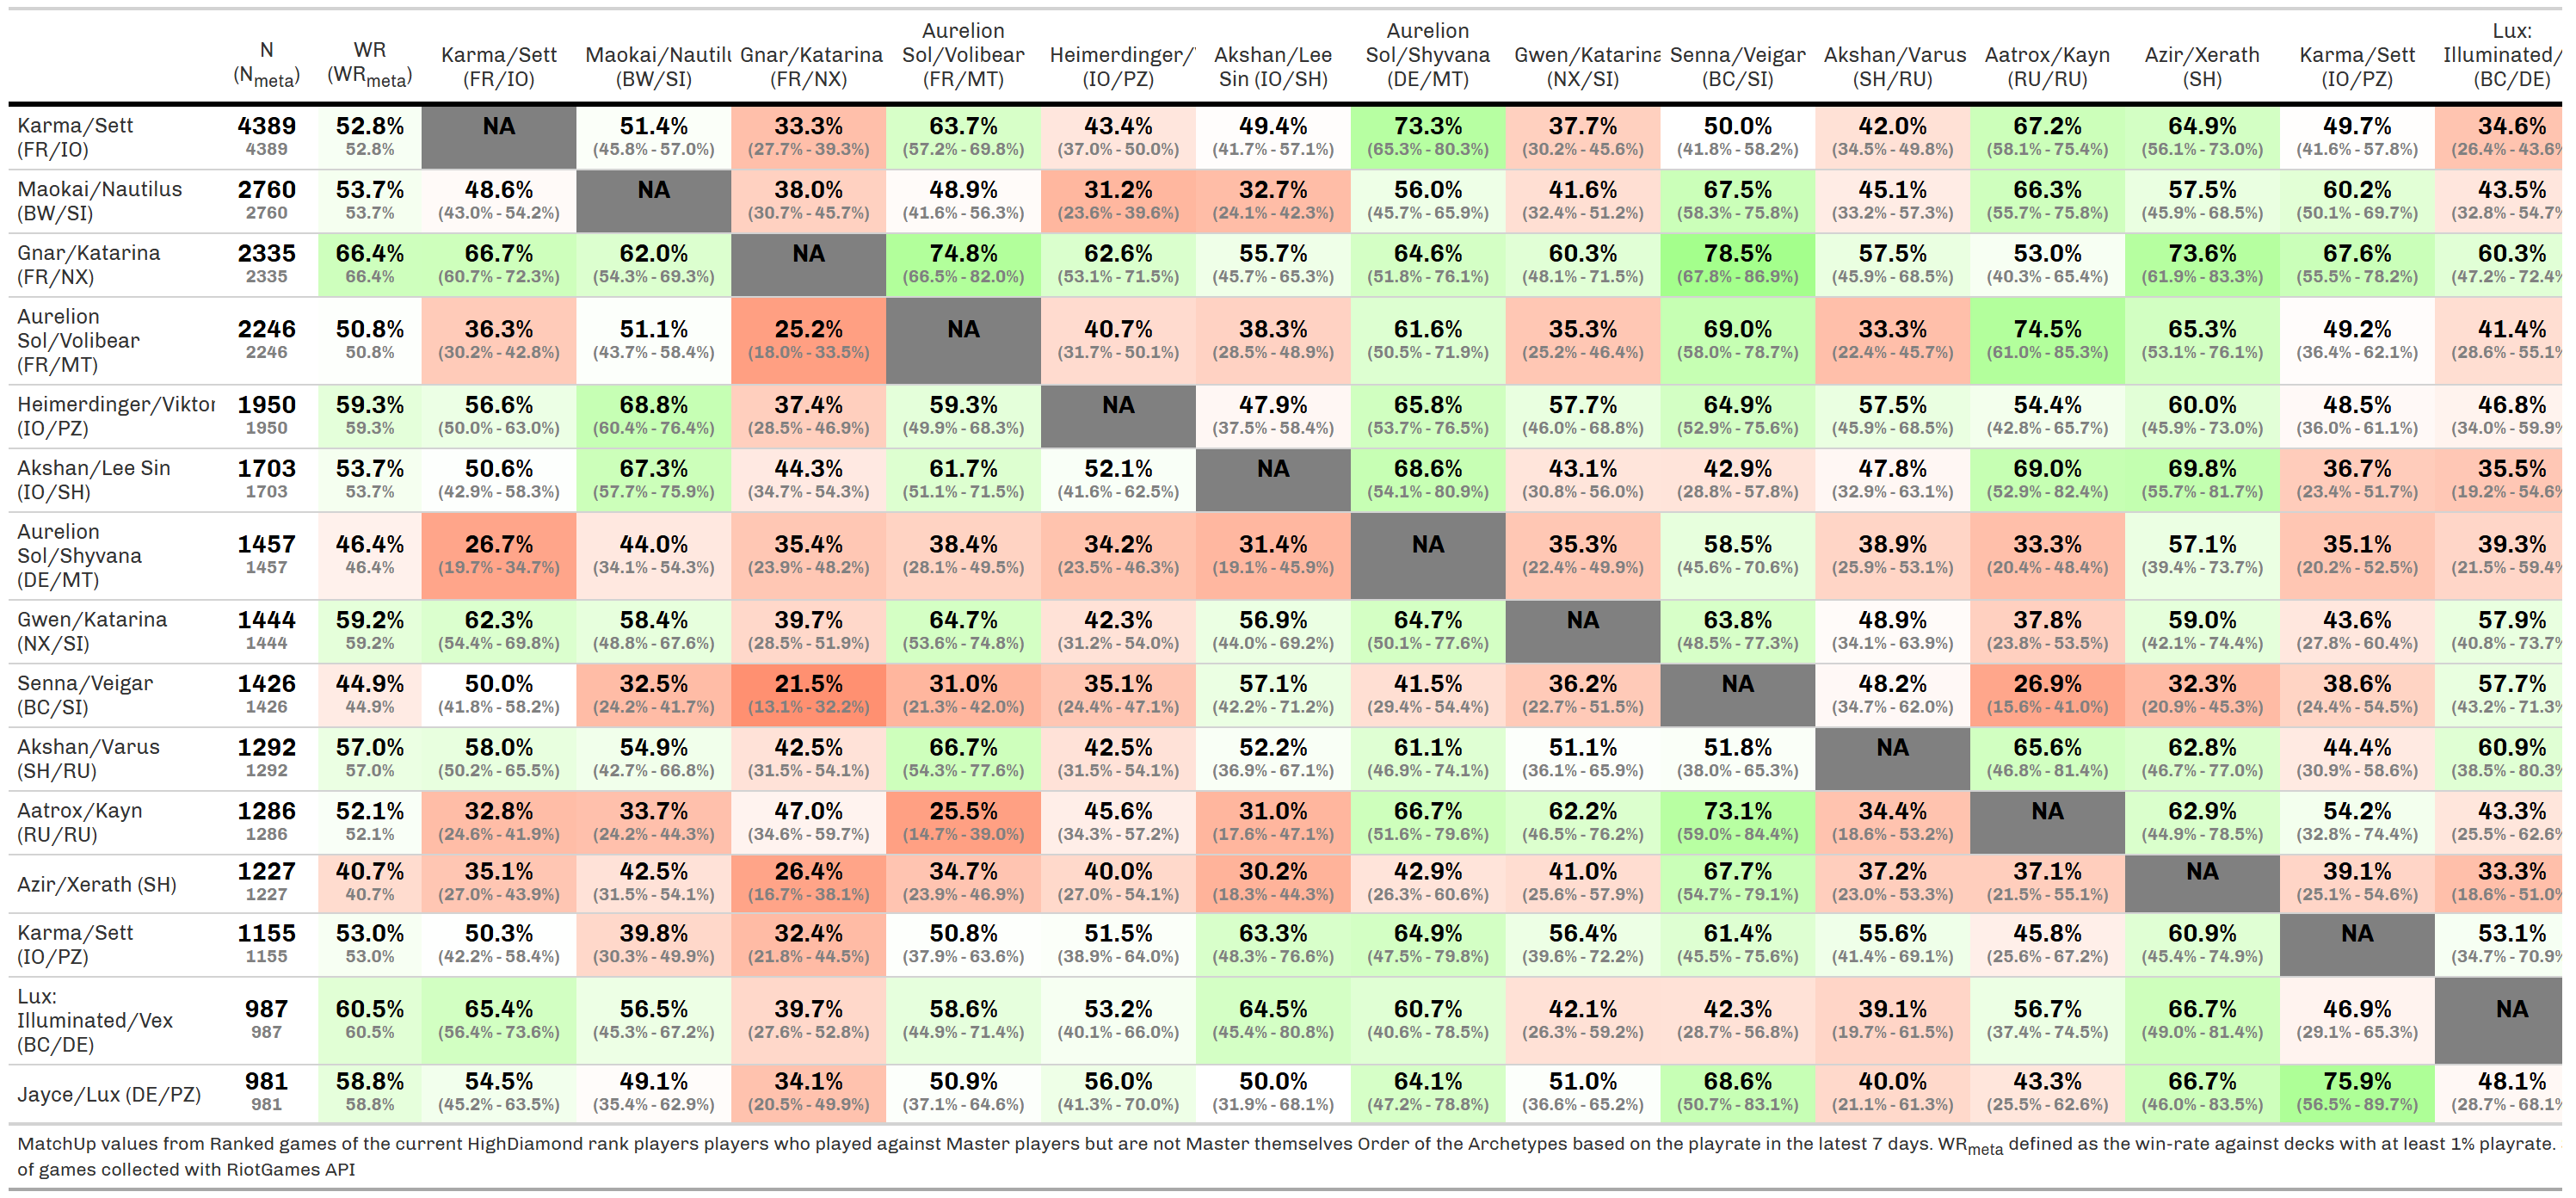 N (Nmeta) WR (WRmeta) Karma/Sett (FR/IO) Maokai/Nautilu (BW/SI) Gnar/Katarina (FR/NX) Aurelion Sol/Volibear (FR/MT) Heimerdinger/ (IO/PZ) Akshan/Lee Sin (IO/SH) Aurelion Sol/Shyvana (DE/MT) Gwen/Katarina (NX/SI) Senna/Veigar (BC/SI) Akshan/Varus (SH/RU) Aatrox/Kayn (RU/RU) Azir/Xerath (SH) Karma/Sett (IO/PZ) Lux: Illuminated/ (BC/DE)
Karma/Sett 4389 52.8% NA 51.4% 33.3% 63.7% 43.4% 49.4% 73.3% 37.7% 50.0% 42.0% 67.2% 64.9% 49.7% 34.6%
(FR/IO) 4389 52.8% (45.8% - 57.0%) (27.7% - 39.3%) (57.2% - 69.8%) (37.0% - 50.0%) (41.7% - 57.1%) (65.3% - 80.3%) (30.2% - 45.6%) (41.8% - 58.2%) (34.5% - 49.8%) (58.1% - 75.4%) (56.1% - 73.0%) (41.6% - 57.8%) (26.4% - 43.6%
Maokai/Nautilus 2760 53.7% 48.6% NA 38.0% 48.9% 31.2% 32.7% 56.0% 41.6% 67.5% 45.1% 66.3% 57.5% 60.2% 43.5%
(BW/SI) 2760 53.7% (43.0% - 54.2%) (30.7% - 45.7%) (41.6% - 56.3%) (23.6% - 39.6%) (24.1% - 42.3%) (45.7% - 65.9%) (32.4% - 51.2%) (58.3% - 75.8%) (33.2% - 57.3%) (55.7% - 75.8%) (45.9% - 68.5%) (50.1% - 69.7%) (32.8% - 54.7%
Gnar/Katarina 2335 66.4% 66.7% 62.0% NA 74.8% 62.6% 55.7% 64.6% 60.3% 78.5% 57.5% 53.0% 73.6% 67.6% 60.3%
(FR/NX) 2335 66.4% (60.7% - 72.3%) (54.3% - 69.3%) (66.5% - 82.0%) (53.1% - 71.5%) (45.7% - 65.3%) (51.8% - 76.1%) (48.1% - 71.5%) (67.8% - 86.9%) (45.9% - 68.5%) (40.3% - 65.4%) (61.9% - 83.3%) (55.5% - 78.2%) (47.2% - 72.4%
Aurelion
Sol/Volibear 2246 50.8% 36.3% 51.1% 25.2% NA 40.7% 38.3% 61.6% 35.3% 69.0% 33.3% 74.5% 65.3% 49.2% 41.4%
(FR/MT) 2246 50.8% (30.2% - 42.8%) (43.7% - 58.4%) (18.0% - 33.5%) (31.7% - 50.1%) (28.5% - 48.9%) (50.5% - 71.9%) (25.2% - 46.4%) (58.0% - 78.7%) (22.4% - 45.7%) (61.0% - 85.3%) (53.1% - 76.1%) (36.4% - 62.1%) (28.6% - 55.1%
Heimerdinger/Viktor 1950 59.3% 56.6% 68.8% 37.4% 59.3% NA 47.9% 65.8% 57.7% 64.9% 57.5% 54.4% 60.0% 48.5% 46.8%
(IO/PZ) 1950 59.3% (50.0% - 63.0%) (60.4% - 76.4%) (28.5% - 46.9%) (49.9% - 68.3%) (37.5% - 58.4%) (53.7% - 76.5%) (46.0% - 68.8%) (52.9% - 75.6%) (45.9% - 68.5%) (42.8% - 65.7%) (45.9% - 73.0%) (36.0% - 61.1%) (34.0% - 59.9%
Akshan/Lee Sin 1703 53.7% 50.6% 67.3% 44.3% 61.7% 52.1% NA 68.6% 43.1% 42.9% 47.8% 69.0% 69.8% 36.7% 35.5%
(IO/SH) 1703 53.7% (42.9% - 58.3%) (57.7% - 75.9%) (34.7% - 54.3%) (51.1% - 71.5%) (41.6% - 62.5%) (54.1% - 80.9%) (30.8% - 56.0%) (28.8% - 57.8%) (32.9% - 63.1%) (52.9% - 82.4%) (55.7% - 81.7%) (23.4% - 51.7%) (19.2% - 54.6%
Aurelion
Sol/Shyvana 1457 46.4% 26.7% 44.0% 35.4% 38.4% 34.2% 31.4% NA 35.3% 58.5% 38.9% 33.3% 57.1% 35.1% 39.3%
(DE/MT) 1457 46.4% (19.7% - 34.7%) (34.1% - 54.3%) (23.9% - 48.2%) (28.1% - 49.5%) (23.5% - 46.3%) (19.1% - 45.9%) (22.4% - 49.9%) (45.6% - 70.6%) (25.9% - 53.1%) (20.4% - 48.4%) (39.4% - 73.7%) (20.2% - 52.5%) (21.5% - 59.4%
Gwen/Katarina 1444 59.2% 62.3% 58.4% 39.7% 64.7% 42.3% 56.9% 64.7% NA 63.8% 48.9% 37.8% 59.0% 43.6% 57.9%
(NX/SI) 1444 59.2% (54.4% - 69.8%) (48.8% - 67.6%) (28.5% - 51.9%) (53.6% - 74.8%) (31.2% - 54.0%) (44.0% - 69.2%) (50.1% - 77.6%) (48.5% - 77.3%) (34.1% - 63.9%) (23.8% - 53.5%) (42.1% - 74.4%) (27.8% - 60.4%) (40.8% - 73.7%
Senna/Veigar 1426 44.9% 50.0% 32.5% 21.5% 31.0% 35.1% 57.1% 41.5% 36.2% NA 48.2% 26.9% 32.3% 38.6% 57.7%
(BC/SI) 1426 44.9% (41.8% - 58.2%) (24.2% - 41.7%) (13.1% - 32.2%) (21.3% - 42.0%) (24.4% - 47.1%) (42.2% - 71.2%) (29.4% - 54.4%) (22.7% - 51.5%) (34.7% - 62.0%) (15.6% - 41.0%) (20.9% - 45.3%) (24.4% - 54.5%) (43.2% - 71.3%
Akshan/Varus 1292 57.0% 58.0% 54.9% 42.5% 66.7% 42.5% 52.2% 61.1% 51.1% 51.8% NA 65.6% 62.8% 44.4% 60.9%
(SH/RU) 1292 57.0% (50.2% - 65.5%) (42.7% - 66.8%) (31.5% - 54.1%) (54.3% - 77.6%) (31.5% - 54.1%) (36.9% - 67.1%) (46.9% - 74.1%) (36.1% - 65.9%) (38.0% - 65.3%) (46.8% - 81.4%) (46.7% - 77.0%) (30.9% - 58.6%) (38.5% - 80.3%
Aatrox/Kayn 1286 52.1% 32.8% 33.7% 47.0% 25.5% 45.6% 31.0% 66.7% 62.2% 73.1% 34.4% NA 62.9% 54.2% 43.3%
(RU/RU) 1286 52.1% (24.6% - 41.9%) (24.2% - 44.3%) (34.6% - 59.7%) (14.7% - 39.0%) (34.3% - 57.2%) (17.6% - 47.1%) (51.6% - 79.6%) (46.5% - 76.2%) (59.0% - 84.4%) (18.6% - 53.2%) (44.9% - 78.5%) (32.8% - 74.4%) (25.5% - 62.6%
Azir/Xerath (SH) 1227 40.7% 35.1% 42.5% 26.4% 34.7% 40.0% 30.2% 42.9% 41.0% 67.7% 37.2% 37.1% NA 39.1% 33.3%
1227 40.7% (27.0% - 43.9%) (31.5% - 54.1%) (16.7% - 38.1%) (23.9% - 46.9%) (27.0% - 54.1%) (18.3% - 44.3%) (26.3% - 60.6%) (25.6% - 57.9%) (54.7% - 79.1%) (23.0% - 53.3%) (21.5% - 55.1%) (25.1% - 54.6%) (18.6% - 51.0%
Karma/Sett 1155 53.0% 50.3% 39.8% 32.4% 50.8% 51.5% 63.3% 64.9% 56.4% 61.4% 55.6% 45.8% 60.9% NA 53.1%
(IO/PZ) 1155 53.0% (42.2% - 58.4%) (30.3% - 49.9%) (21.8% - 44.5%) (37.9% - 63.6%) (38.9% - 64.0%) (48.3% - 76.6%) (47.5% - 79.8%) (39.6% - 72.2%) (45.5% - 75.6%) (41.4% - 69.1%) (25.6% - 67.2%) (45.4% - 74.9%) (34.7% - 70.9%
Lux:
Illuminated/Vex 987 60.5% 65.4% 56.5% 39.7% 58.6% 53.2% 64.5% 60.7% 42.1% 42.3% 39.1% 56.7% 66.7% 46.9% NA
(BC/DE) 987 60.5% (56.4% - 73.6%) (45.3% - 67.2%) (27.6% - 52.8%) (44.9% - 71.4%) (40.1% - 66.0%) (45.4% - 80.8%) (40.6% - 78.5%) (26.3% - 59.2%) (28.7% - 56.8%) (19.7% - 61.5%) (37.4% - 74.5%) (49.0% - 81.4%) (29.1% - 65.3%)
Jayce/Lux (DE/PZ) 981 58.8% 54.5% 49.1% 34.1% 50.9% 56.0% 50.0% 64.1% 51.0% 68.6% 40.0% 43.3% 66.7% 75.9% 48.1%
981 58.8% (45.2% - 63.5%) (35.4% - 62.9%) (20.5% - 49.9%) (37.1% - 64.6%) (41.3% - 70.0%) (31.9% - 68.1%) (47.2% - 78.8%) (36.6% - 65.2%) (50.7% - 83.1%) (21.1% - 61.3%) (25.5% - 62.6%) (46.0% - 83.5%) (56.5% - 89.7%) (28.7% - 68.1%
MatchUp values from Ranked games of the current HighDiamond rank players players who played against Master players but are not Master themselves Order of the Archetypes based on the playrate in the latest 7 days. WRmeta defined as the win-rate against decks with at least 1% playrate.
of games collected with RiotGames API